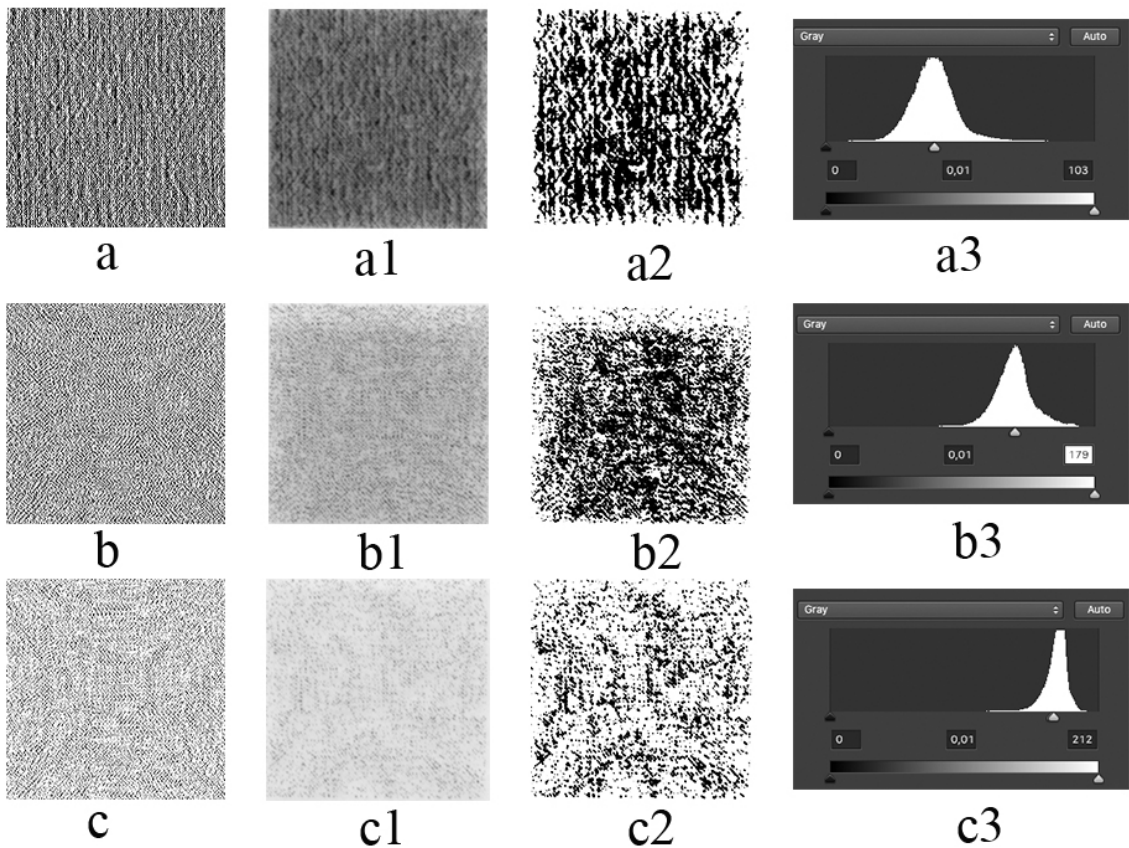 Gray Auto
0 0,01 103
a a1 a2 a3
Gray Auto
0 0,01 179
b b1 b2 b3
Gray Auto
0 0,01 212
c c1 c2 c3